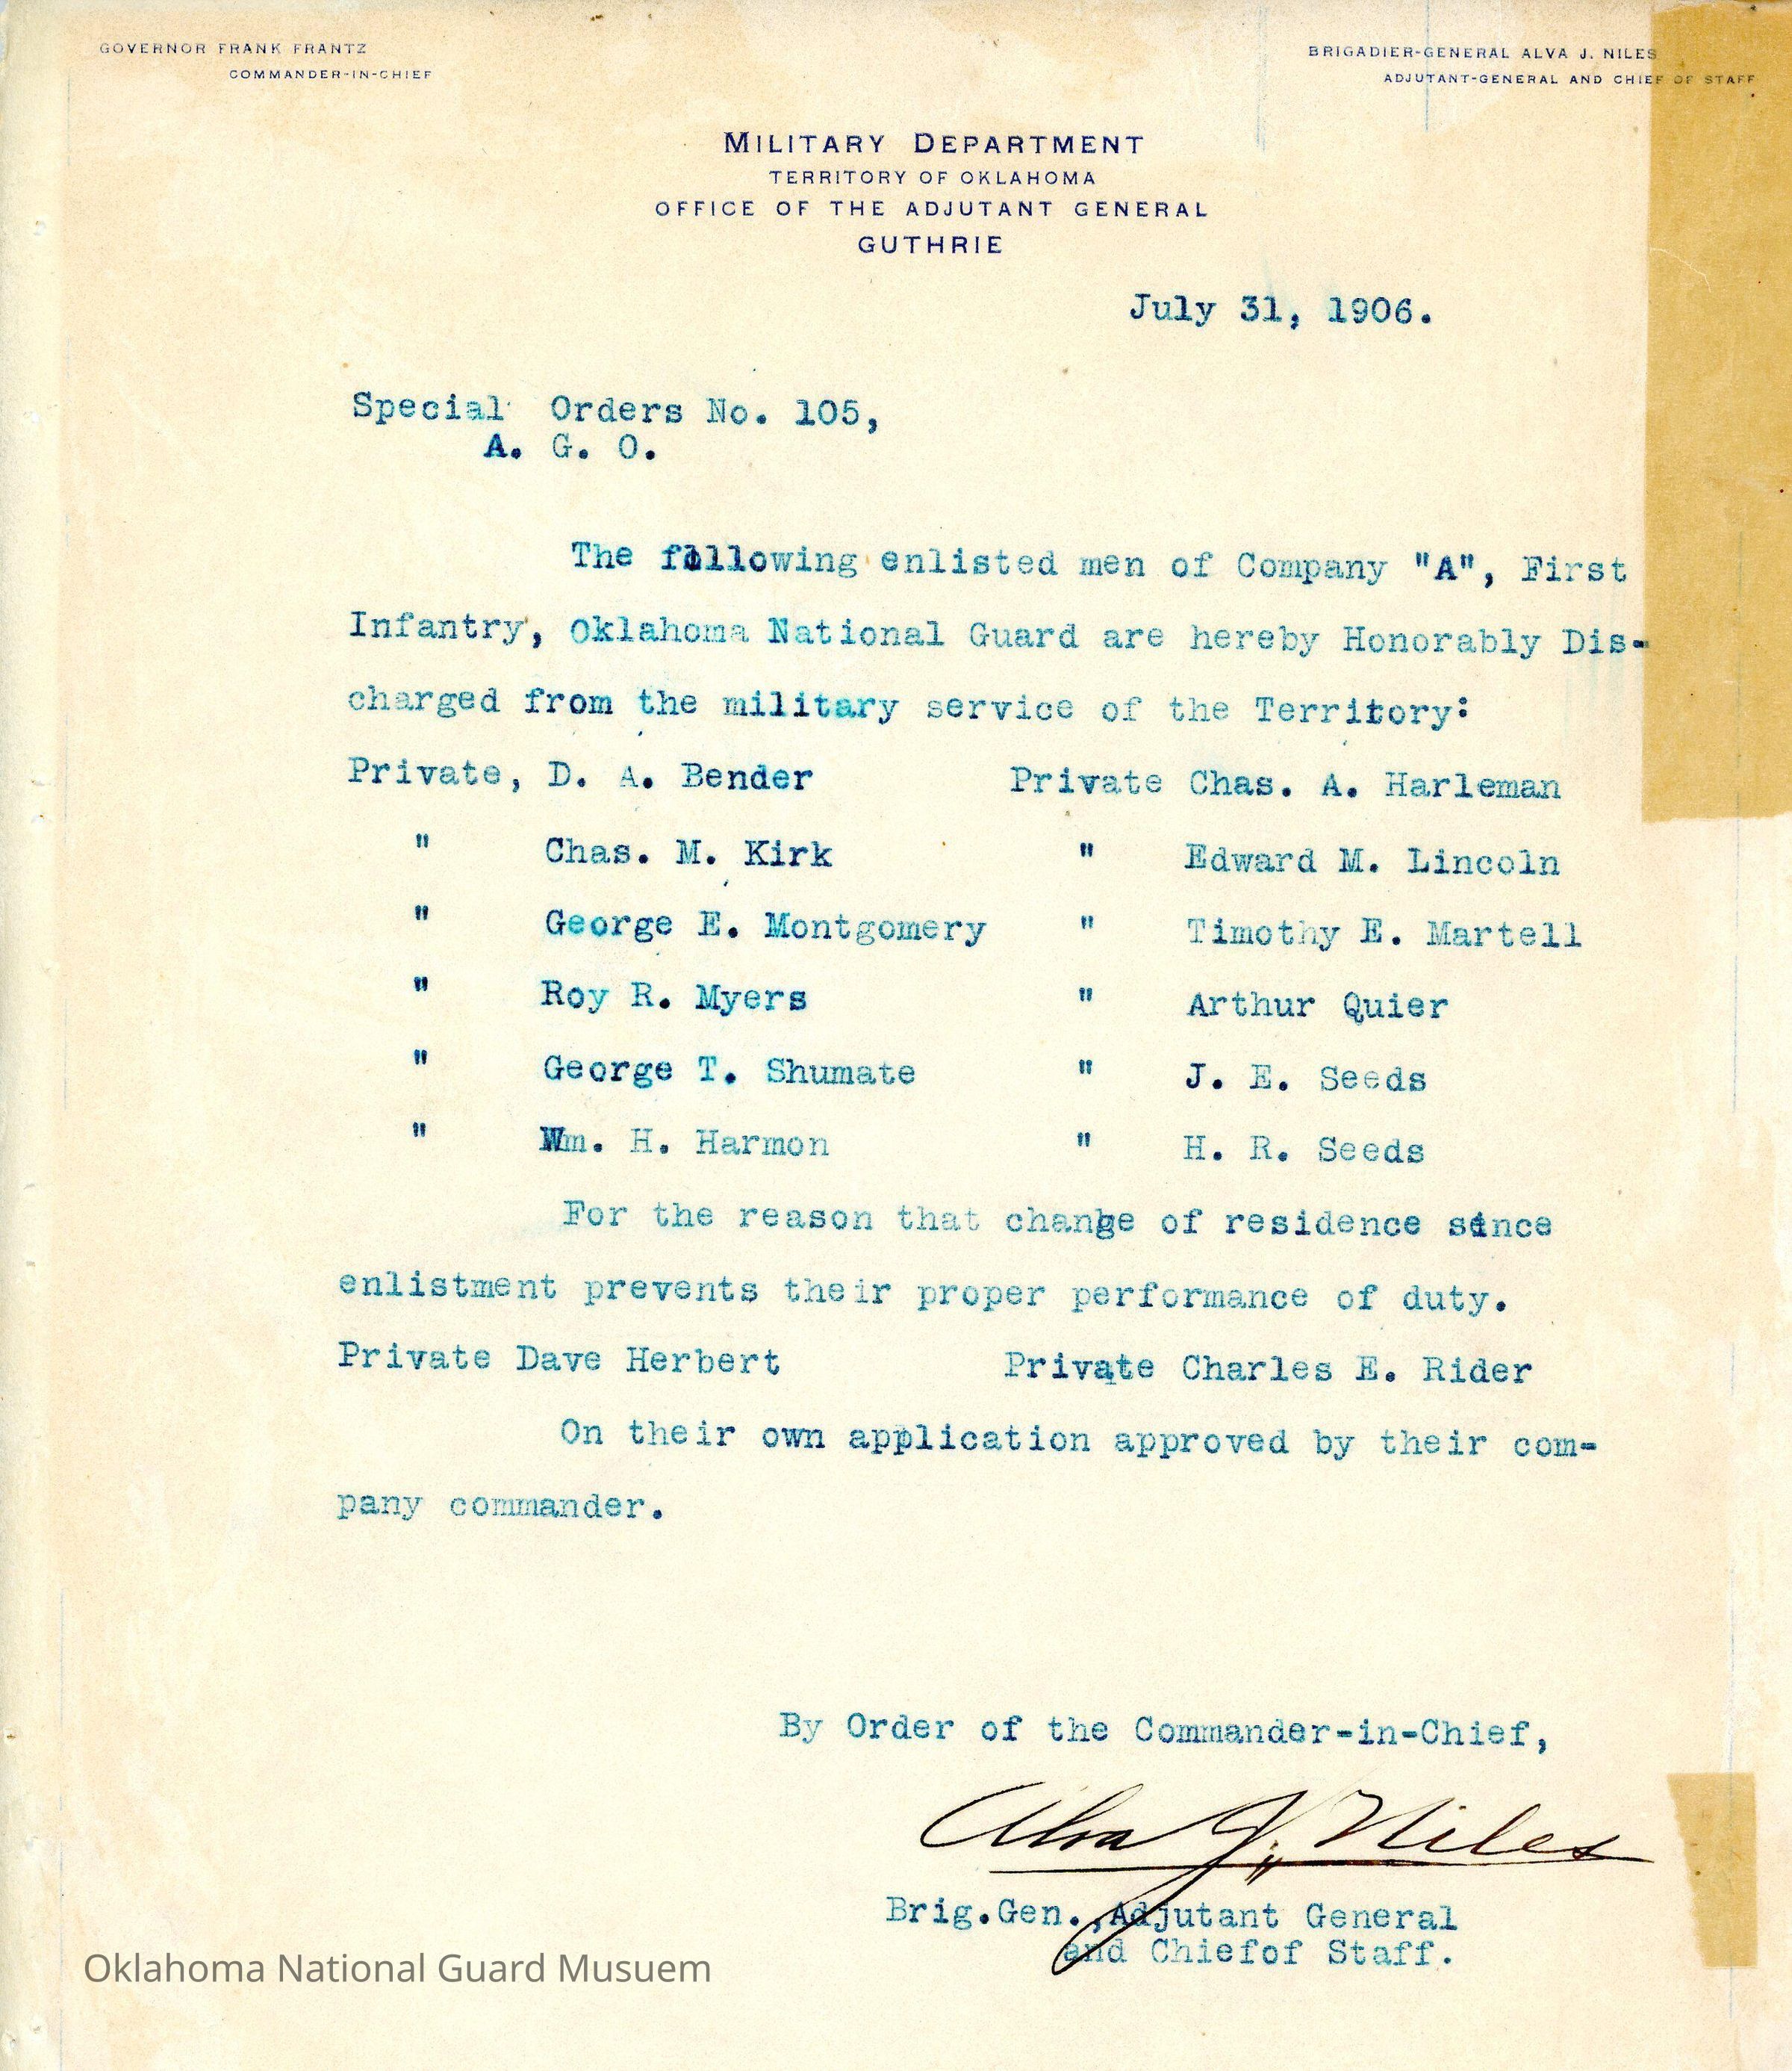 GOVERNOR FRANK FRANTZ
COMMANDER-IN-CHIEF
BRIGADIER-GENERAL ALVA J. NILES
ADJUTANT-GENERAL AND CHIEF OF STAFF
MILITARY DEPARTMENT
TERRITORY OF OKLAHOMA
OFFICE OF THE ADJUTANT GENERAL
GUTHRIE
July 31, 1906.
Special Orders No. 105,
A. G. O.
The following enlisted men of Company "A", First
Infantry, Oklahoma National Guard are hereby Honorably Dis-
charged from the military service of the Territory:
Private, D. A. Bender Private Chas. A. Harleman
" Chas. M. Kirk " Edward M. Lincoln
" George E. Montgomery " Timothy E. Martell
" Roy R. Myers " Arthur Quier
" George T. Shumate " J. E. Seeds
" Wm. H. Harmon " H. R. Seeds
For the reason that change of residence since
enlistment prevents their proper performance of duty.
Private Dave Herbert Private Charles E. Rider
On their own application approved by their com-
pany commander.
By Order of the Commander-in-Chief,
Alva J. Niles
Brig.Gen.,Adjutant General
and Chiefof Staff.
Oklahoma National Guard Musuem